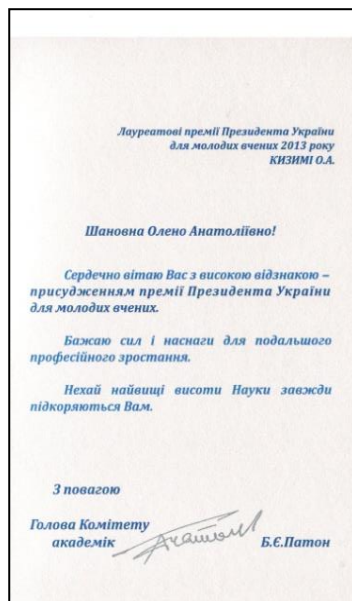 Лауреатові премії Президента України
для молодих вчених 2013 року
КИЗИМІ О.А.
Шановна Олено Анатоліївно!
Сердечно вітаю Вас з високою відзнакою –
присудженням премії Президента України
для молодих вчених.
Бажаю сил і наснаги для подальшого
професійного зростання.
Нехай найвищі висоти Науки завжди
підкоряються Вам.
З повагою
Голова Комітету
академік Б.Є.Патон